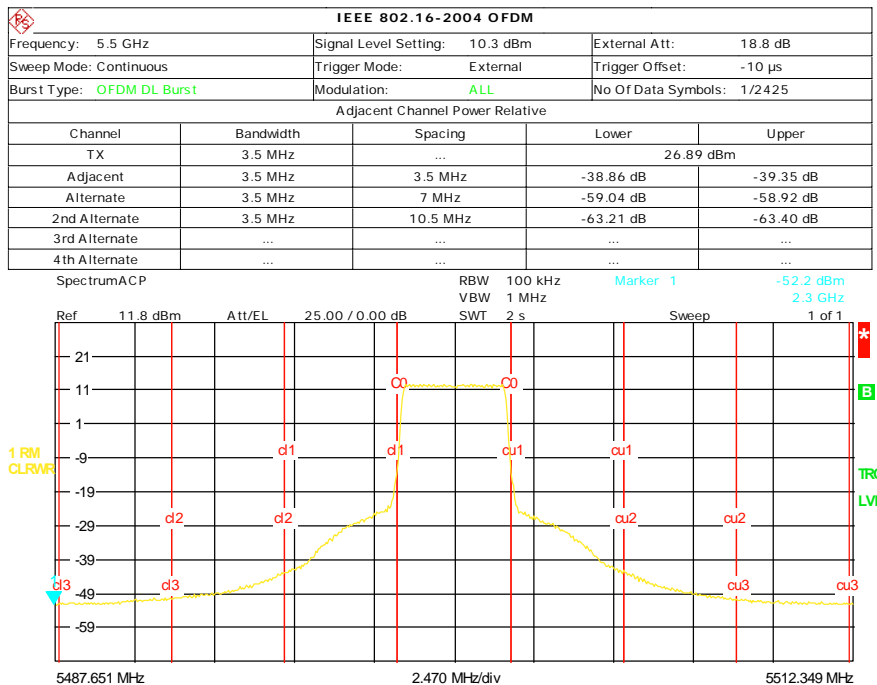 R&S
IEEE 802.16-2004 OFDM
Frequency: 5.5 GHz Signal Level Setting: 10.3 dBm External Att: 18.8 dB
Sweep Mode: Continuous Trigger Mode: External Trigger Offset: -10 µs
Burst Type: OFDM DL Burst Modulation: ALL No Of Data Symbols: 1/2425
Adjacent Channel Power Relative
Channel Bandwidth Spacing Lower Upper
TX 3.5 MHz ... 26.89 dBm
Adjacent 3.5 MHz 3.5 MHz -38.86 dB -39.35 dB
Alternate 3.5 MHz 7 MHz -59.04 dB -58.92 dB
2nd Alternate 3.5 MHz 10.5 MHz -63.21 dB -63.40 dB
3rd Alternate ... ... ... ...
4th Alternate ... ... ... ...
SpectrumACP RBW 100 kHz Marker 1 -52.2 dBm
VBW 1 MHz 2.3 GHz
Ref 11.8 dBm Att/EL 25.00 / 0.00 dB SWT 2 s Sweep 1 of 1
*
21
11 C0 C0 B
1
1 RM -9 cl1 cl1 cu1 cu1
CLRWR
TRG
-19
LVL
-29 cl2 cl2 cu2 cu2
-39
1
-49 cl3 cl3 cu3 cu3
-59
5487.651 MHz 2.470 MHz/div 5512.349 MHz